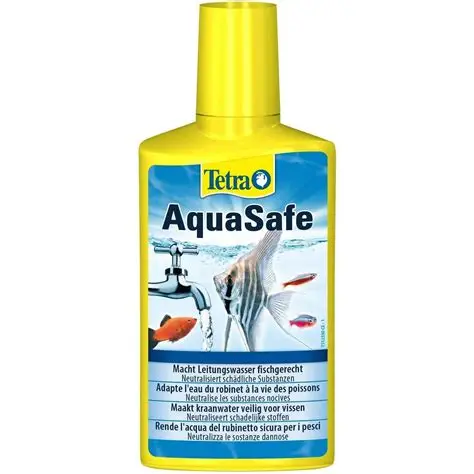 Tetra
AquaSafe
Macht Leitungswasser fischgerecht
Neutralisiert schädliche Substanzen
Adapte l'eau du robinet à la vie des poissons
Neutralise les substances nocives
Maakt kraanwater veilig voor vissen
Neutraliseert schadelijke stoffen
Rende l'acqua del rubinetto sicura per i pesci
Neutralizza le sostanze dannose